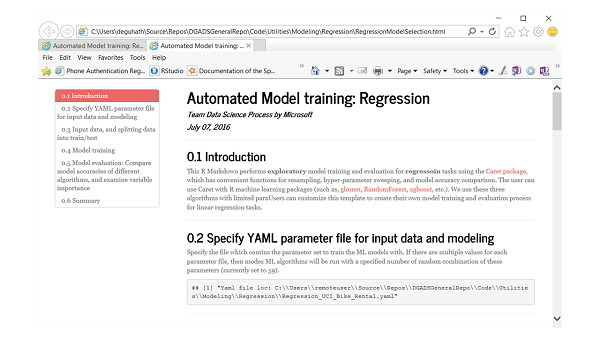 C:\Users\deguhath\Source\Repos\DGADSGeneralRepo\Code\Utilities\Modeling\Regression\RegressionModelSelection.html
Automated Model training: Re...
Automated Model training: ...
File Edit View Favorites Tools Help
Phone Authentication Reg...
RStudio
Documentation of the Sp...
Page
Safety
Tools
0.1 Introduction
0.2 Specify YAML parameter file
for input data and modeling
0.3 Input data, and splitting data
into train/test
0.4 Model training
0.5 Model evaluation: Compare
model accuracies of different
algorithms, and examine variable
importance
0.6 Summary
Automated Model training: Regression
Team Data Science Process by Microsoft
July 07, 2016
0.1 Introduction
This R Markdown performs exploratory model training and evaluation for regressoin tasks using the Caret package,
which has convenient functions for resampling, hyper-parameter sweeping, and model accuracy comparison. The user can
use Caret with R machine learning packages (such as, glmnet, RandomForest, xgboost, etc.). We use these three
algorithms with limited paraUsers can customize this template to create their own model training and evaluation process
for linear regression tasks.
0.2 Specify YAML parameter file for input data and modeling
Specify the file which contius the parameter set to train the ML models with. If there are multiple values for each
parameter file, then modes ML algorithms will be run with a specified number of random combination of these
parameters (currently set to 59).
## [1] "Yaml file loc: C:\\Users\\remoteuser\\Source\\Repos\\DGADSGeneralRepo\\Code\\Utilitie
s\\Modeling\\Regression\\Regression_UCI_Bike_Rental.yaml"